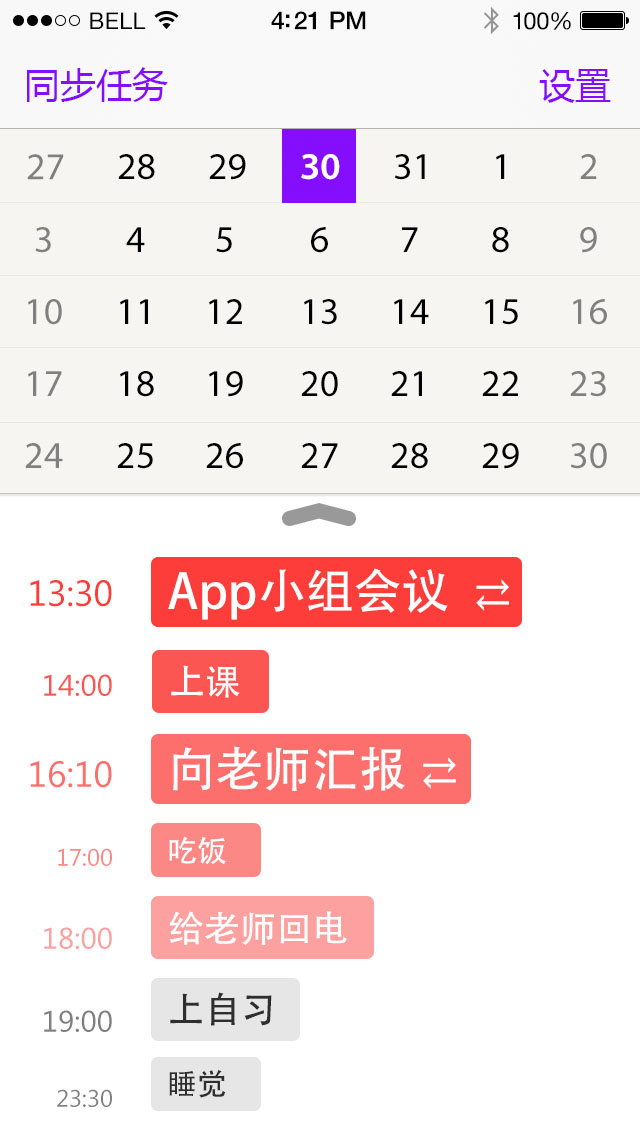 BELL 4:21 PM 100%
同步任务 设置
27 28 29 30 31 1 2
3 4 5 6 7 8 9
10 11 12 13 14 15 16
17 18 19 20 21 22 23
24 25 26 27 28 29 30
13:30 App小组会议
14:00 上课
16:10 向老师汇报
17:00 吃饭
18:00 给老师回电
19:00 上自习
23:30 睡觉